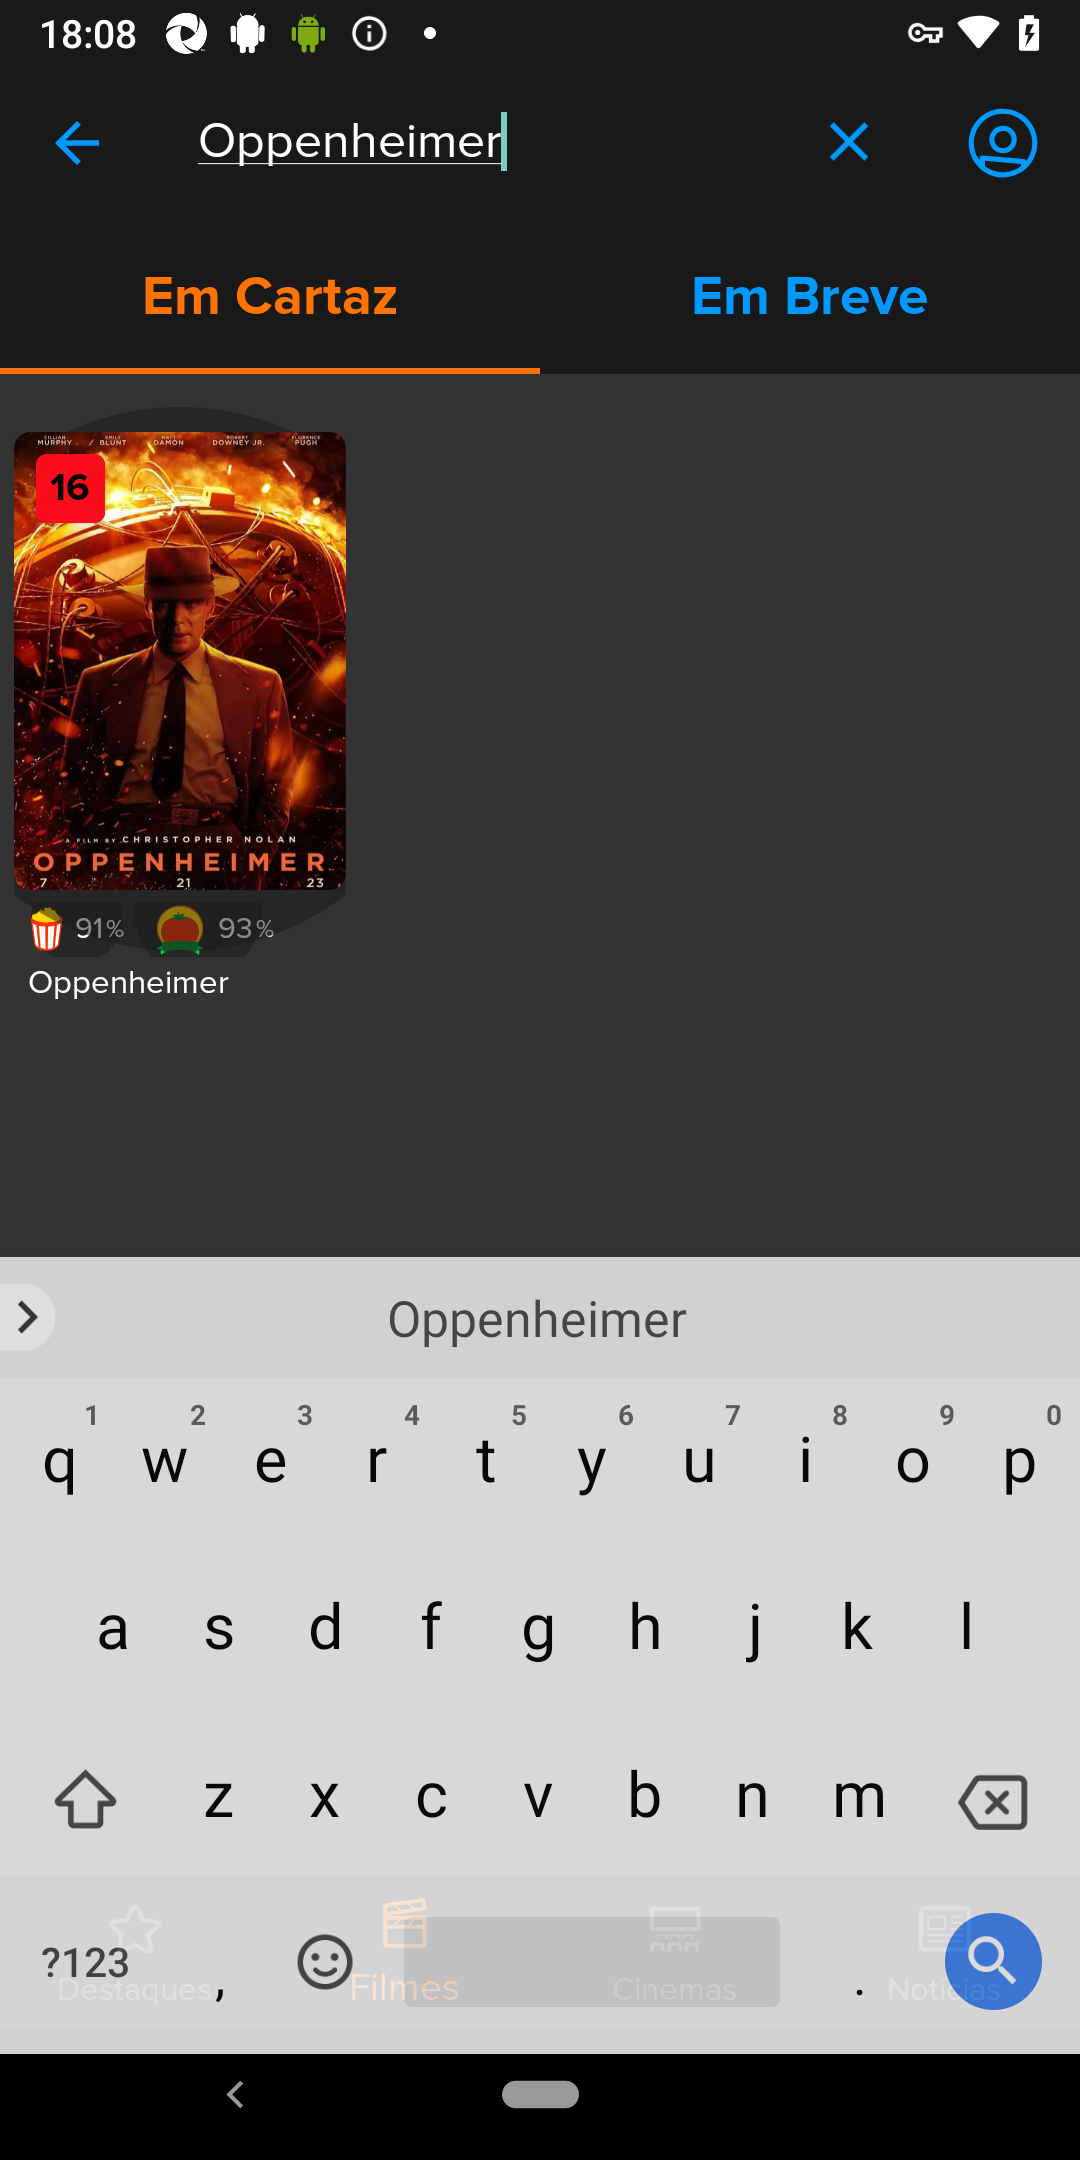 18:08
Oppenheimer
Em Cartaz
Em Breve
CILLIAN MURPHY / EMILY BLUNT MATT DAMON ROBERT DOWNEY JR. FLORENCE PUGH
16
A FILM BY CHRISTOPHER NOLAN
OPPENHEIMER
7 21 23
91%
93%
Oppenheimer
Oppenheimer
1 2 3 4 5 6 7 8 9 0
q w e r t y u i o p
a s d f g h j k l
z x c v b n m
?123 , .
Destaques Filmes Cinemas Notícias